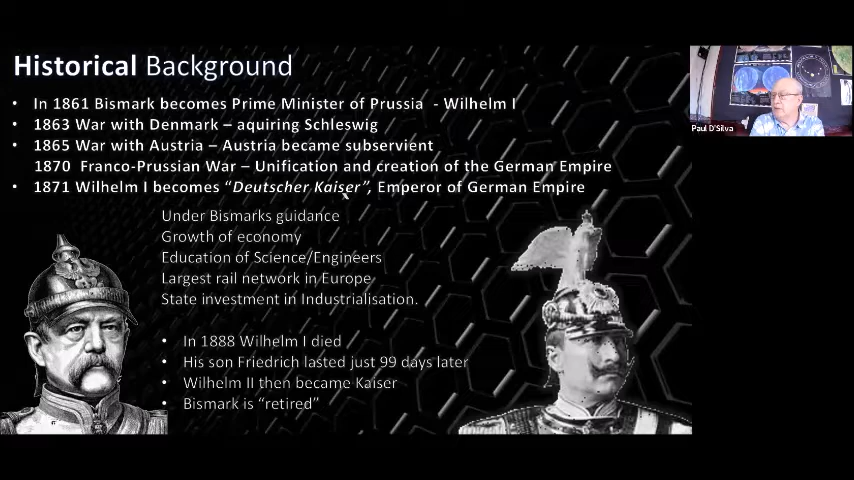 Historical Background
• In 1861 Bismark becomes Prime Minister of Prussia - Wilhelm I
• 1863 War with Denmark – aquiring Schleswig
• 1865 War with Austria – Austria became subservient
1870 Franco-Prussian War – Unification and creation of the German Empire
• 1871 Wilhelm I becomes “Deutscher Kaiser”, Emperor of German Empire
Under Bismarks guidance
Growth of economy
Education of Science/Engineers
Largest rail network in Europe
State investment in Industrialisation.
• In 1888 Wilhelm I died
• His son Friedrich lasted just 99 days later
• Wilhelm II then became Kaiser
• Bismark is “retired”
Paul D'Silva